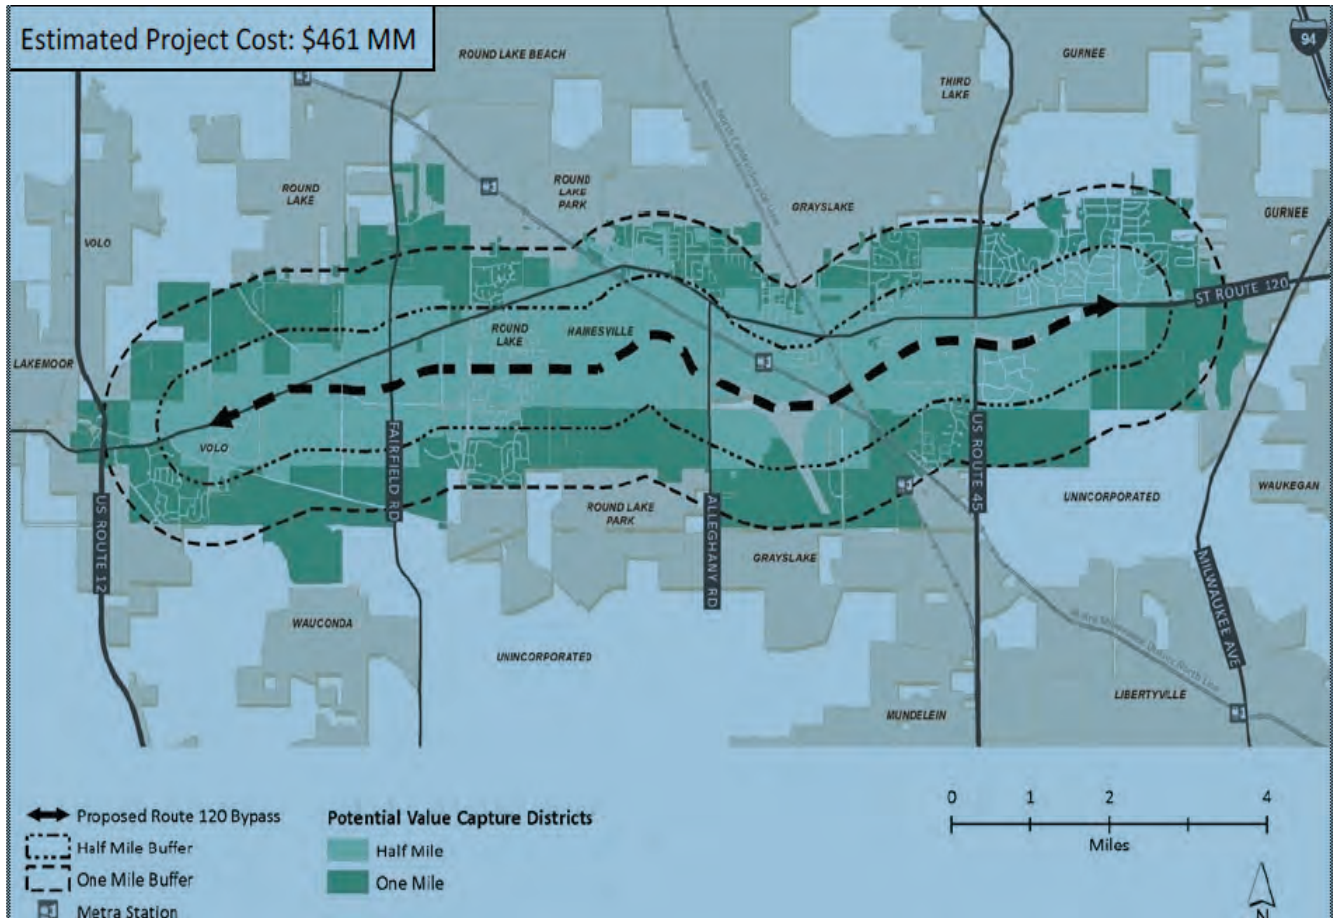 Estimated Project Cost: $461 MM
94
ROUND LAKE BEACH
GURNEE
THIRD
LAKE
ROUND
LAKE
ROUND
LAKE
PARK
GRAYSLAKE
GURNEE
VOLO
ST ROUTE 120
ROUND
LAKE
HAINESVILLE
LAKEMOOR
VOLO
FAIRFIELD RD
US ROUTE 45
US ROUTE 12
ALLEGHANY RD
ROUND LAKE
PARK
UNINCORPORATED
WAUKEGAN
GRAYSLAKE
MILWAUKEE AVE
WAUCONDA
UNINCORPORATED
LIBERTYVILLE
MUNDELEIN
Proposed Route 120 Bypass
Half Mile Buffer
One Mile Buffer
Metra Station
Potential Value Capture Districts
Half Mile
One Mile
0 1 2 4
Miles
N